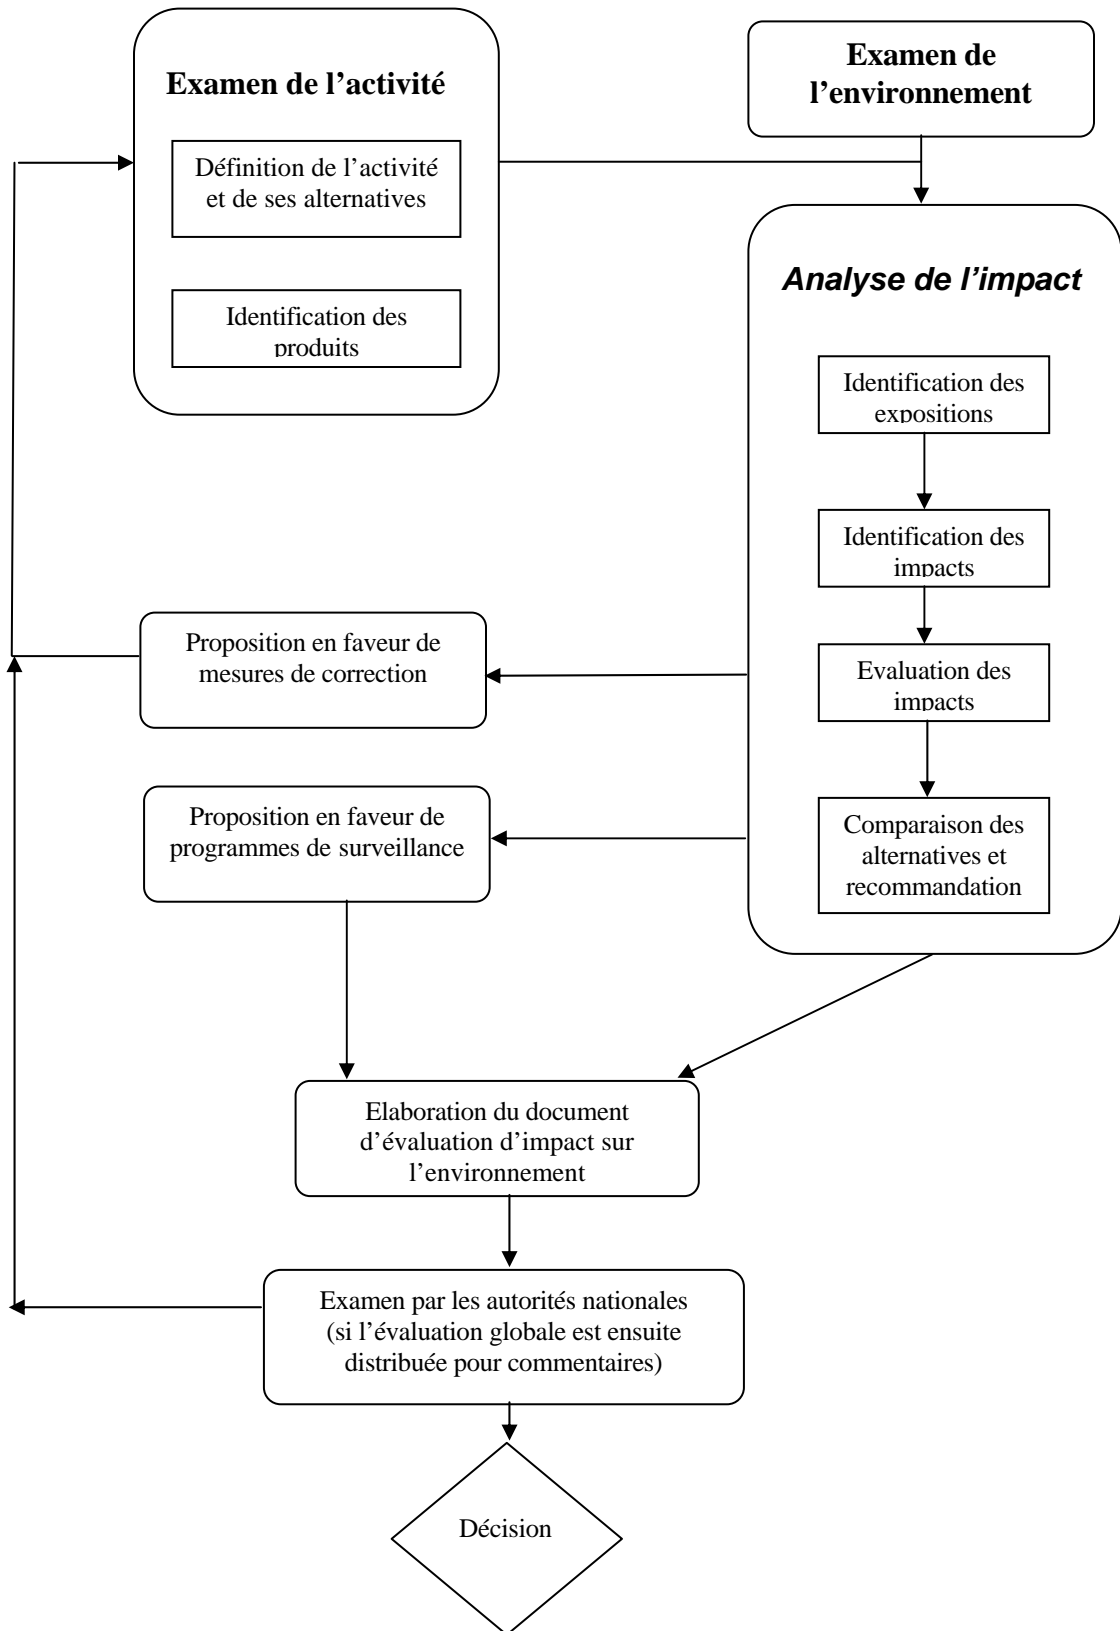 Examen de l’activité
Définition de l’activité
et de ses alternatives
Identification des
produits
Examen de
l’environnement
Analyse de l’impact
Identification des
expositions
Identification des
impacts
Evaluation des
impacts
Comparaison des
alternatives et
recommandation
Proposition en faveur de
mesures de correction
Proposition en faveur de
programmes de surveillance
Elaboration du document
d’évaluation d’impact sur
l’environnement
Examen par les autorités nationales
(si l’évaluation globale est ensuite
distribuée pour commentaires)
Décision